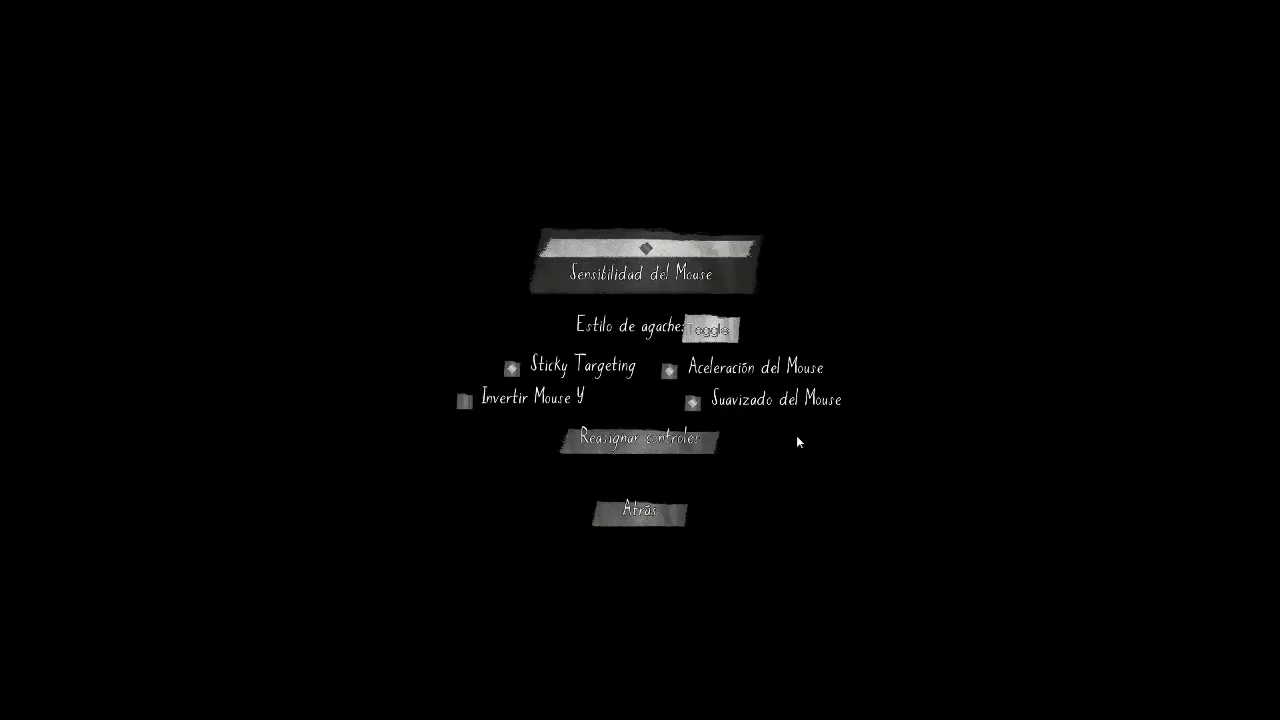 Sensibilidad del Mouse
Estilo de agache: Toggle
Sticky Targeting Aceleración del Mouse
Invertir Mouse Y Suavizado del Mouse
Reasignar controles
Atrás